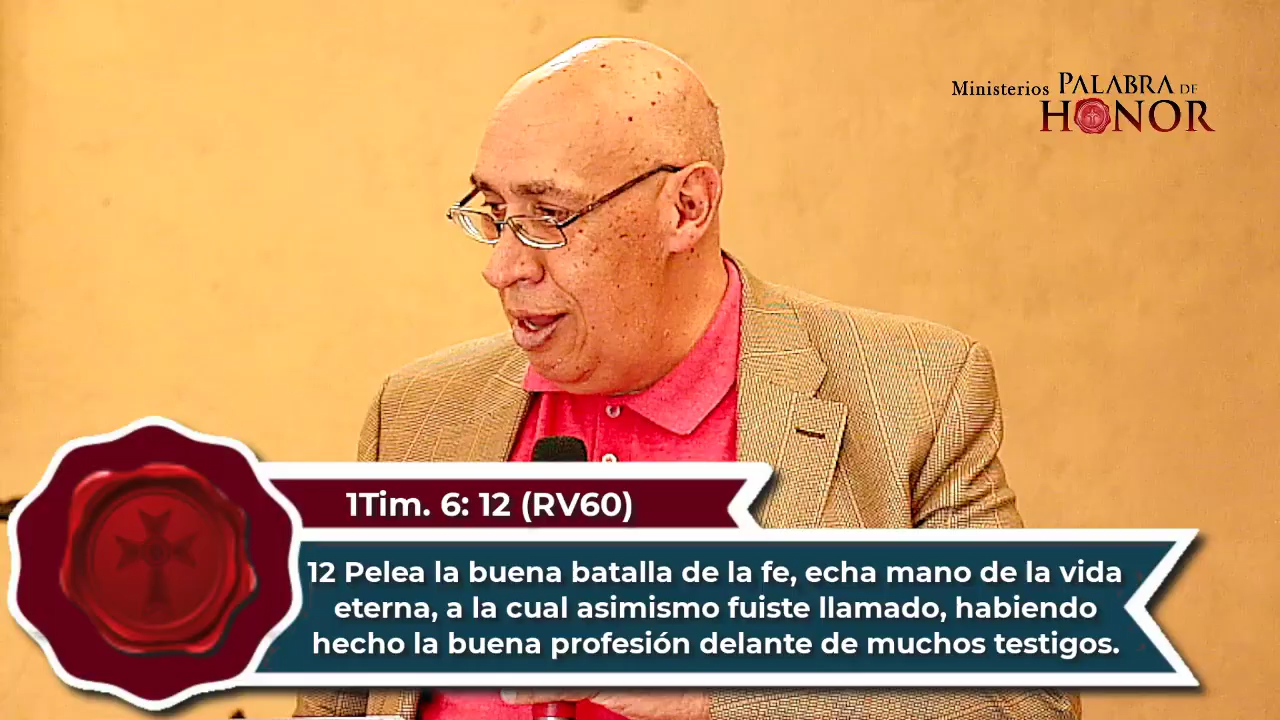 Ministerios PALABRA DE
HONOR
1Tim. 6: 12 (RV60)
12 Pelea la buena batalla de la fe, echa mano de la vida
eterna, a la cual asimismo fuiste llamado, habiendo
hecho la buena profesión delante de muchos testigos.